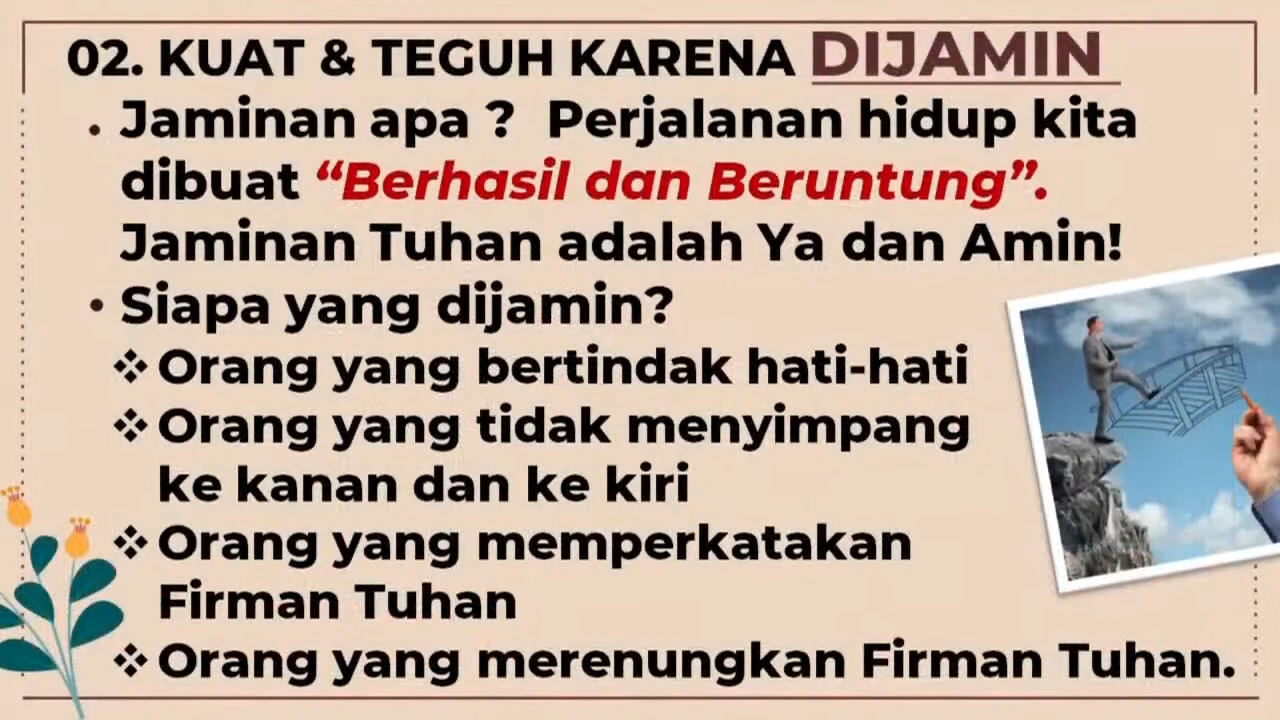 02. KUAT & TEGUH KARENA DIJAMIN
• Jaminan apa ? Perjalanan hidup kita
dibuat “Berhasil dan Beruntung”.
Jaminan Tuhan adalah Ya dan Amin!
• Siapa yang dijamin?
❖ Orang yang bertindak hati-hati
❖ Orang yang tidak menyimpang
ke kanan dan ke kiri
❖ Orang yang memperkatakan
Firman Tuhan
❖ Orang yang merenungkan Firman Tuhan.